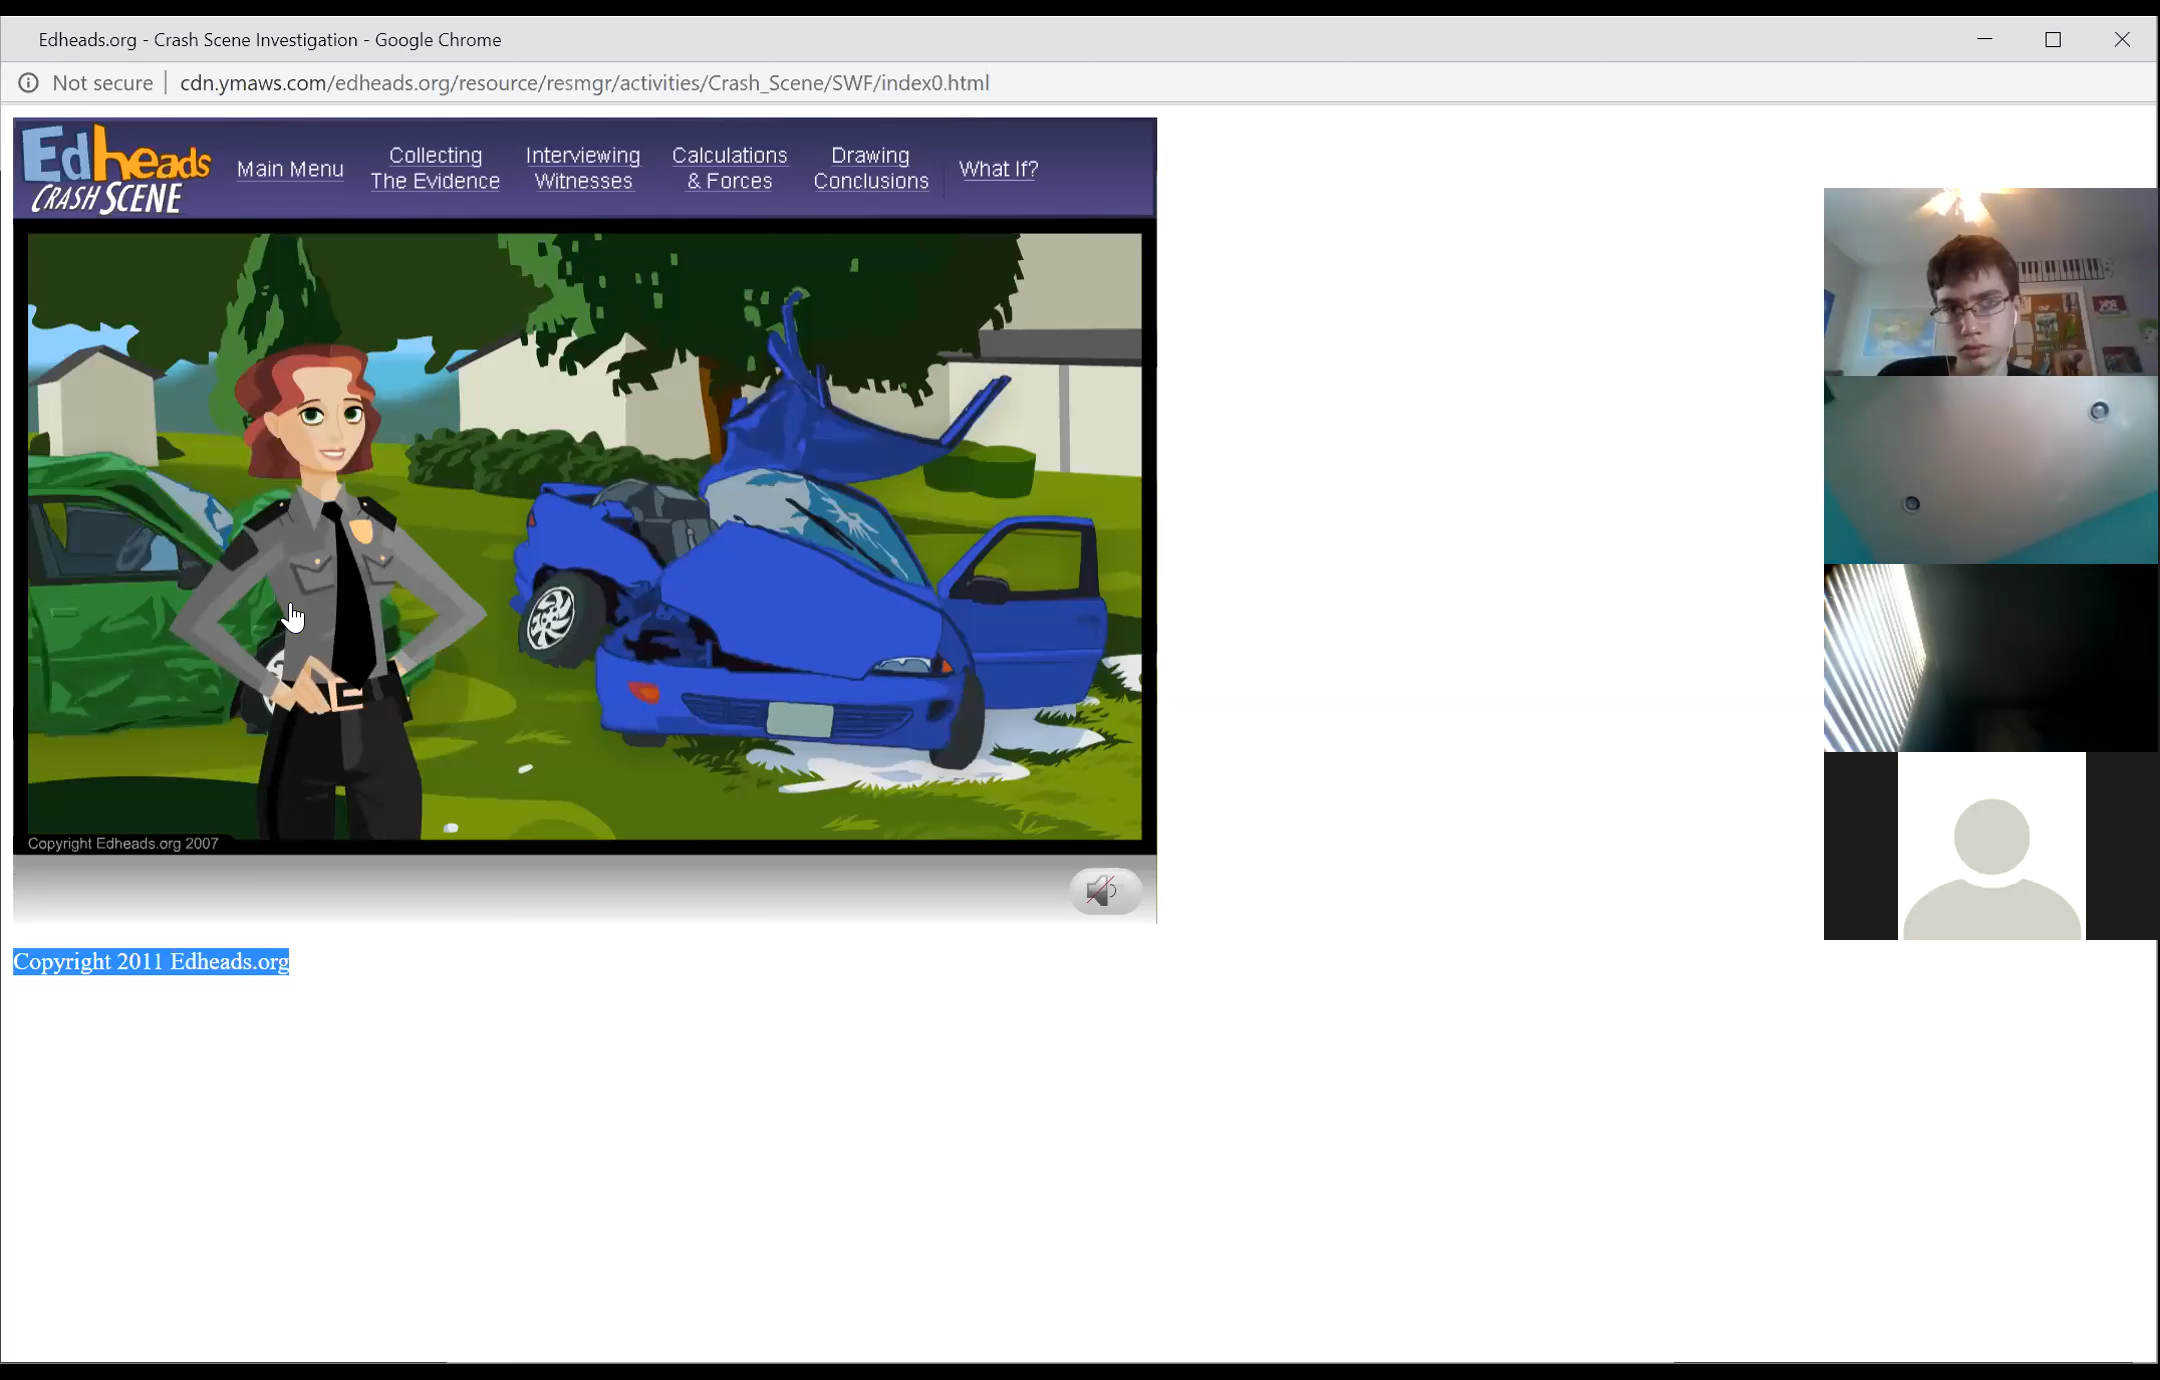 Edheads.org - Crash Scene Investigation - Google Chrome
Not secure cdn.ymaws.com/edheads.org/resource/resmgr/activities/Crash_Scene/SWF/index0.html
Edheads
CRASH SCENE
Main Menu
Collecting
The Evidence
Interviewing
Witnesses
Calculations
& Forces
Drawing
Conclusions
What If?
Copyright Edheads.org 2007
Copyright 2011 Edheads.org